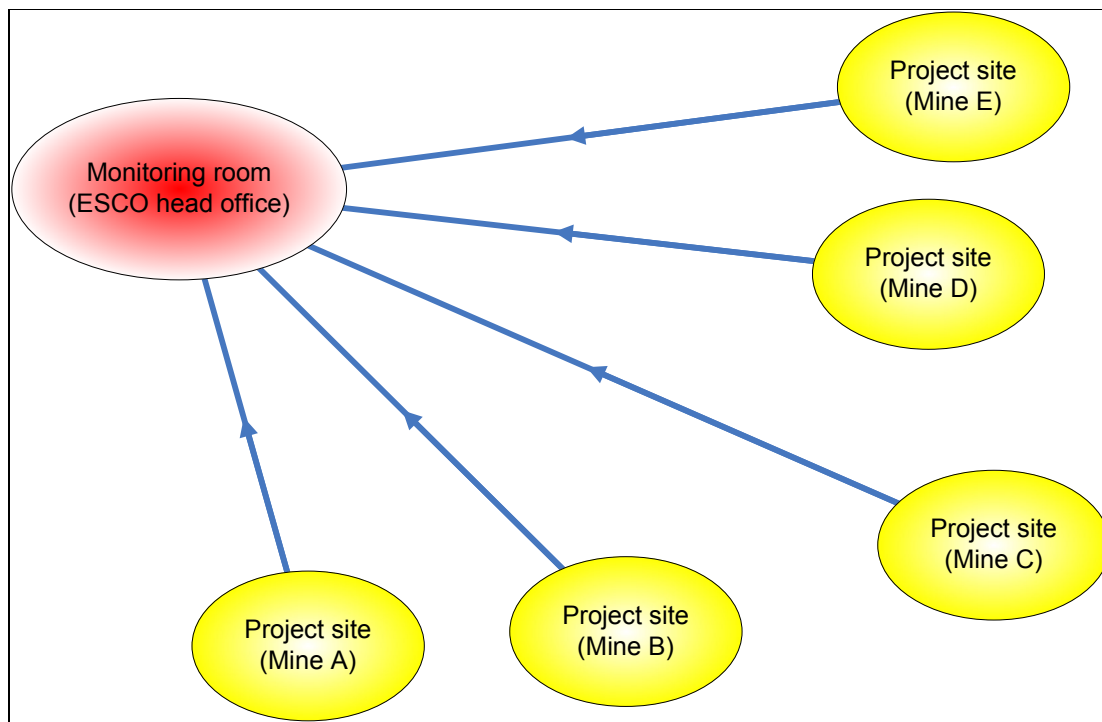 Project site
(Mine E)
Monitoring room
(ESCO head office)
Project site
(Mine D)
Project site
(Mine C)
Project site
(Mine B)
Project site
(Mine A)